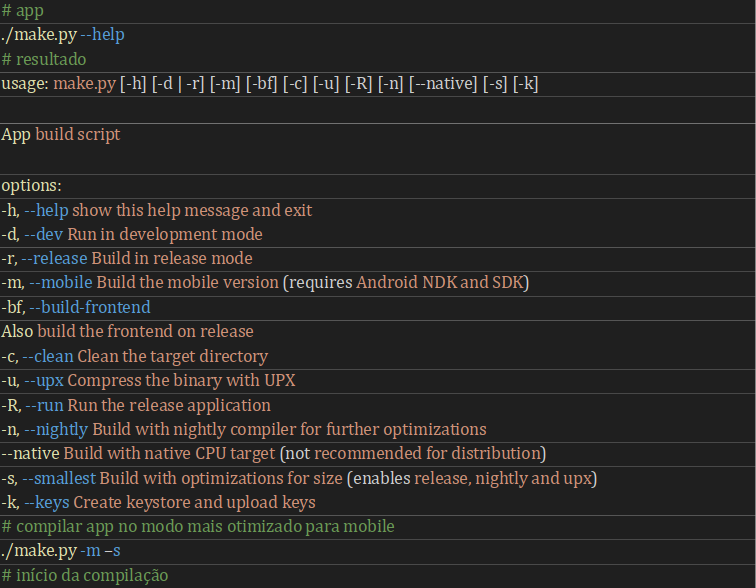 # app
./make.py --help
# resultado
usage: make.py [-h] [-d | -r] [-m] [-bf] [-c] [-u] [-R] [-n] [--native] [-s] [-k]
App build script
options:
-h, --help show this help message and exit
-d, --dev Run in development mode
-r, --release Build in release mode
-m, --mobile Build the mobile version (requires Android NDK and SDK)
-bf, --build-frontend
Also build the frontend on release
-c, --clean Clean the target directory
-u, --upx Compress the binary with UPX
-R, --run Run the release application
-n, --nightly Build with nightly compiler for further optimizations
--native Build with native CPU target (not recommended for distribution)
-s, --smallest Build with optimizations for size (enables release, nightly and upx)
-k, --keys Create keystore and upload keys
# compilar app no modo mais otimizado para mobile
./make.py -m –s
# início da compilação